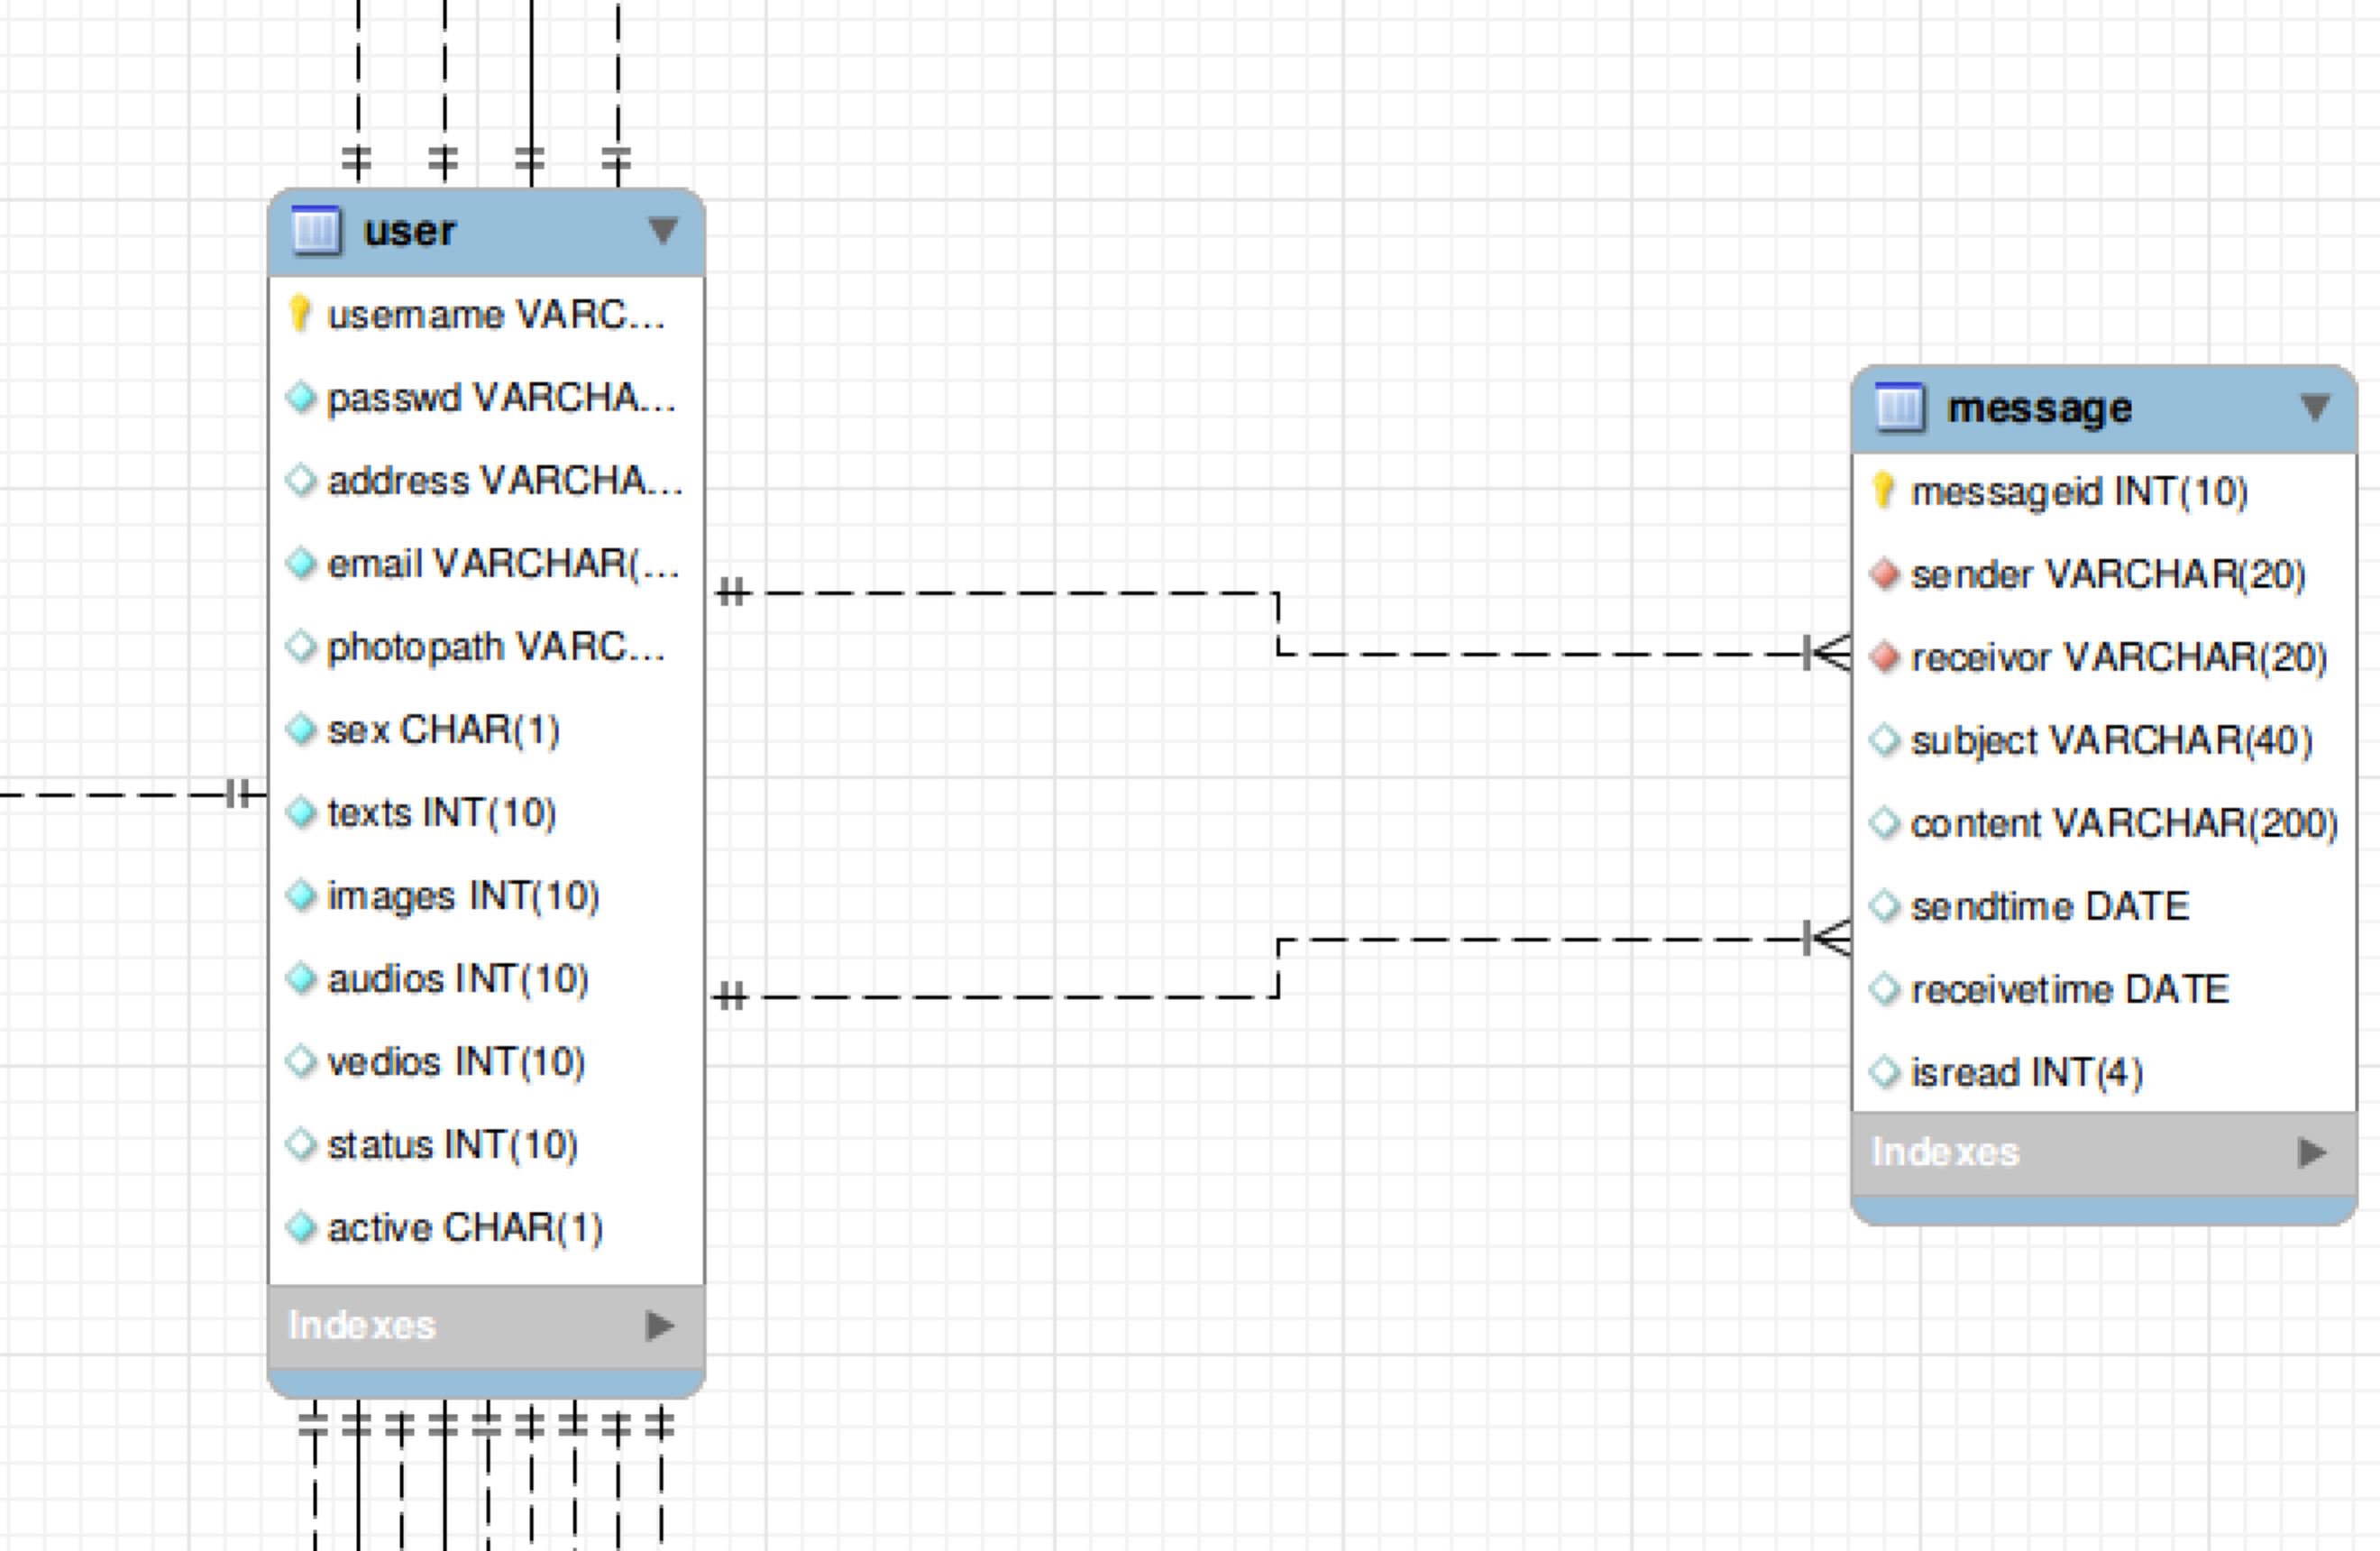 user
username VARC...
passwd VARCHA...
address VARCHA...
email VARCHAR(...
photopath VARC...
sex CHAR(1)
texts INT(10)
images INT(10)
audios INT(10)
vedios INT(10)
status INT(10)
active CHAR(1)
Indexes
message
messageid INT(10)
sender VARCHAR(20)
receivor VARCHAR(20)
subject VARCHAR(40)
content VARCHAR(200)
sendtime DATE
receivetime DATE
isread INT(4)
Indexes